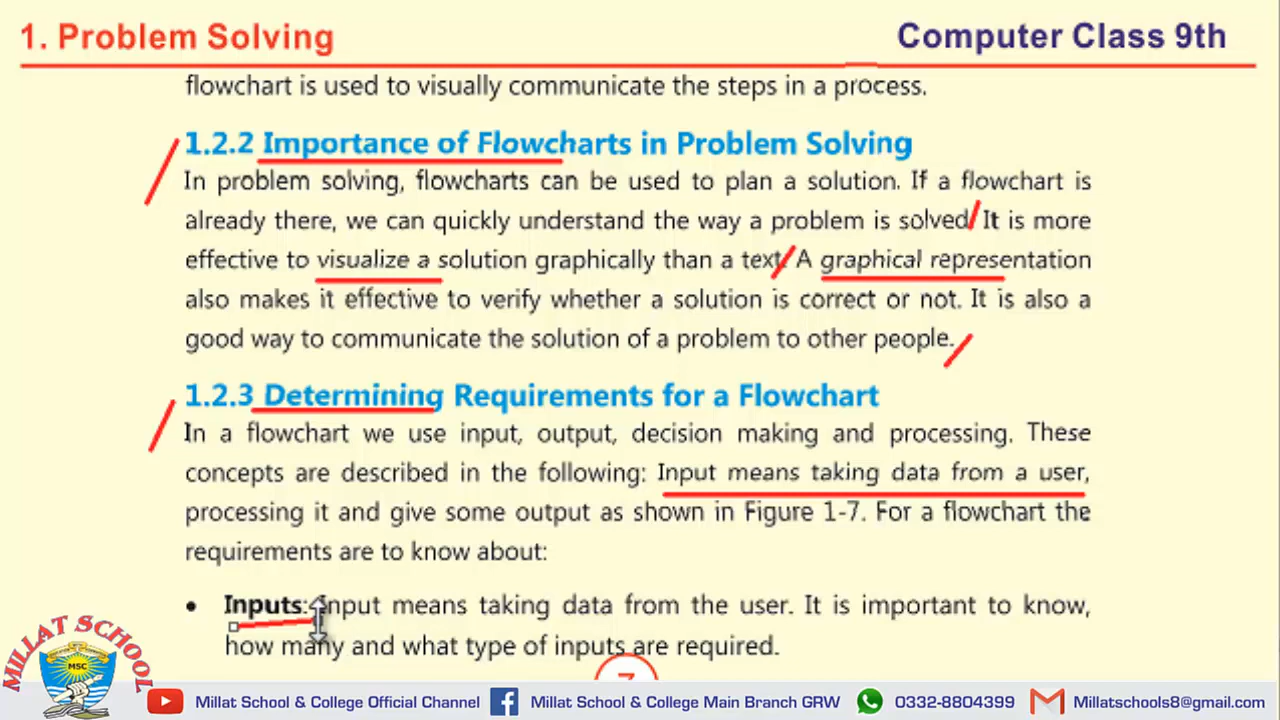 1. Problem Solving
Computer Class 9th
flowchart is used to visually communicate the steps in a process.
1.2.2 Importance of Flowcharts in Problem Solving
In problem solving, flowcharts can be used to plan a solution. If a flowchart is
already there, we can quickly understand the way a problem is solved. It is more
effective to visualize a solution graphically than a text. A graphical representation
also makes it effective to verify whether a solution is correct or not. It is also a
good way to communicate the solution of a problem to other people.
1.2.3 Determining Requirements for a Flowchart
In a flowchart we use input, output, decision making and processing. These
concepts are described in the following: Input means taking data from a user,
processing it and give some output as shown in Figure 1-7. For a flowchart the
requirements are to know about:
• Inputs: Input means taking data from the user. It is important to know,
how many and what type of inputs are required.
7
MILLAT SCHOOL
MSC
Millat School & College Official Channel
Millat School & College Main Branch GRW
0332-8804399
Millatschools8@gmail.com